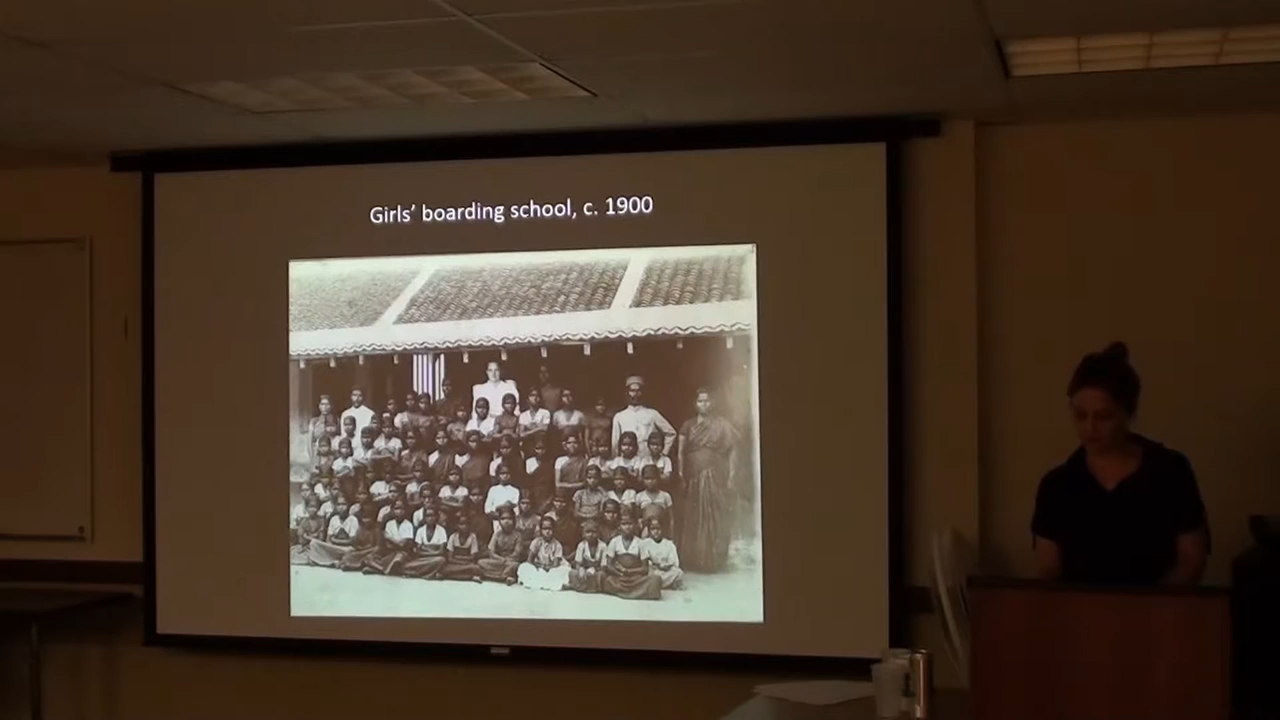 Girls’ boarding school, c. 1900